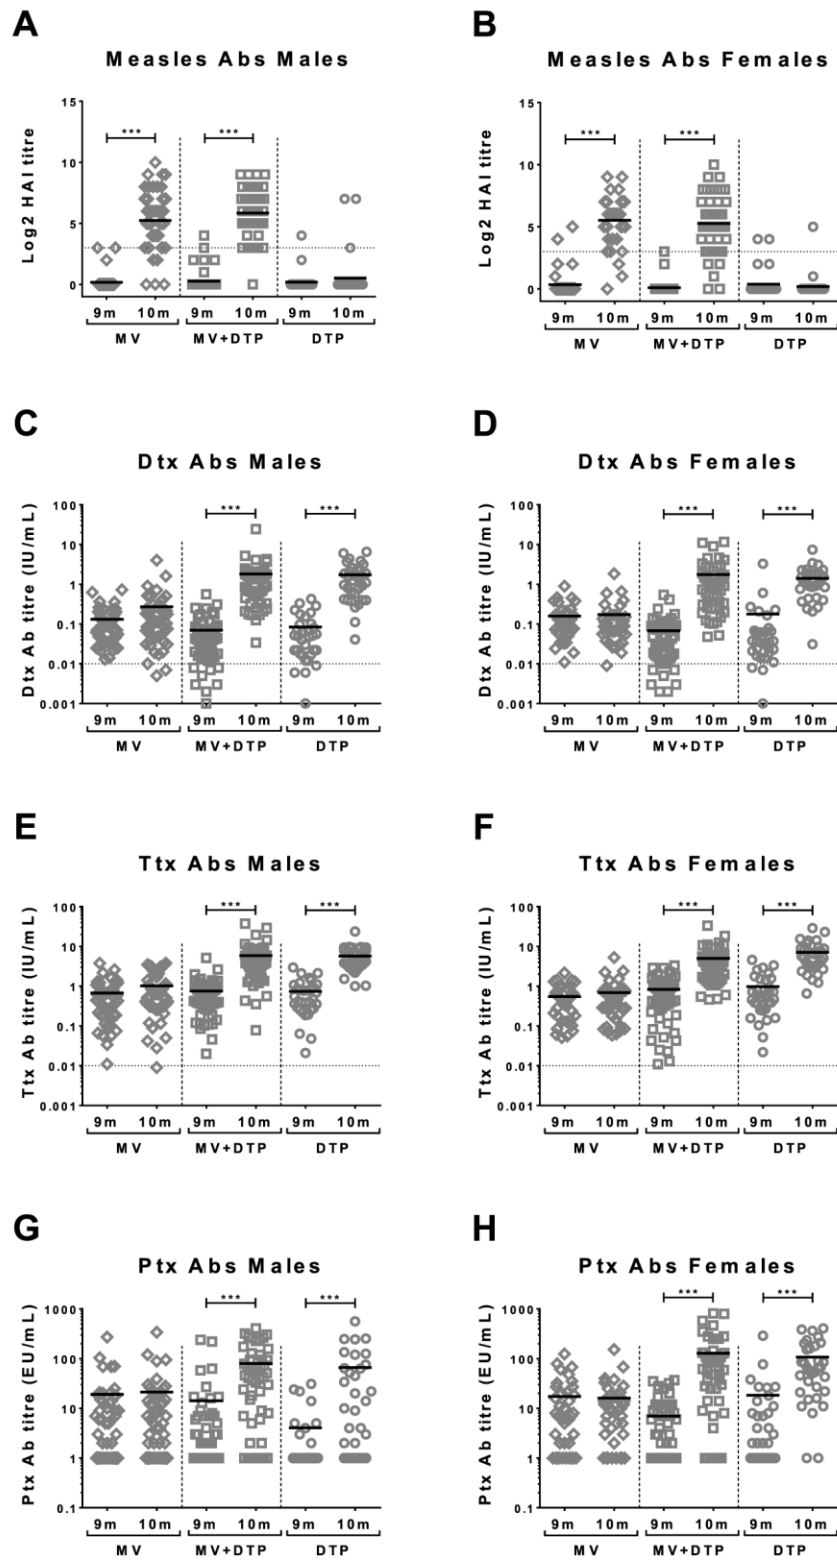 A
Measles Abs Males
Log2 HAI titre
15
10
5
0
***
***
9m 10m 9m 10m 9m 10m
MV MV+DTP DTP
B
Measles Abs Females
Log2 HAI titre
15
10
5
0
***
***
9m 10m 9m 10m 9m 10m
MV MV+DTP DTP
C
Dtx Abs Males
Dtx Ab titre (IU/mL)
100
10
1
0.1
0.01
0.001
***
***
9m 10m 9m 10m 9m 10m
MV MV+DTP DTP
D
Dtx Abs Females
Dtx Ab titre (IU/mL)
100
10
1
0.1
0.01
0.001
***
***
9m 10m 9m 10m 9m 10m
MV MV+DTP DTP
E
Ttx Abs Males
Ttx Ab titre (IU/mL)
100
10
1
0.1
0.01
0.001
***
***
9m 10m 9m 10m 9m 10m
MV MV+DTP DTP
F
Ttx Abs Females
Ttx Ab titre (IU/mL)
100
10
1
0.1
0.01
0.001
***
***
9m 10m 9m 10m 9m 10m
MV MV+DTP DTP
G
Ptx Abs Males
Ptx Ab titre (EU/mL)
1000
100
10
1
0.1
***
***
9m 10m 9m 10m 9m 10m
MV MV+DTP DTP
H
Ptx Abs Females
Ptx Ab titre (EU/mL)
1000
100
10
1
0.1
***
***
9m 10m 9m 10m 9m 10m
MV MV+DTP DTP